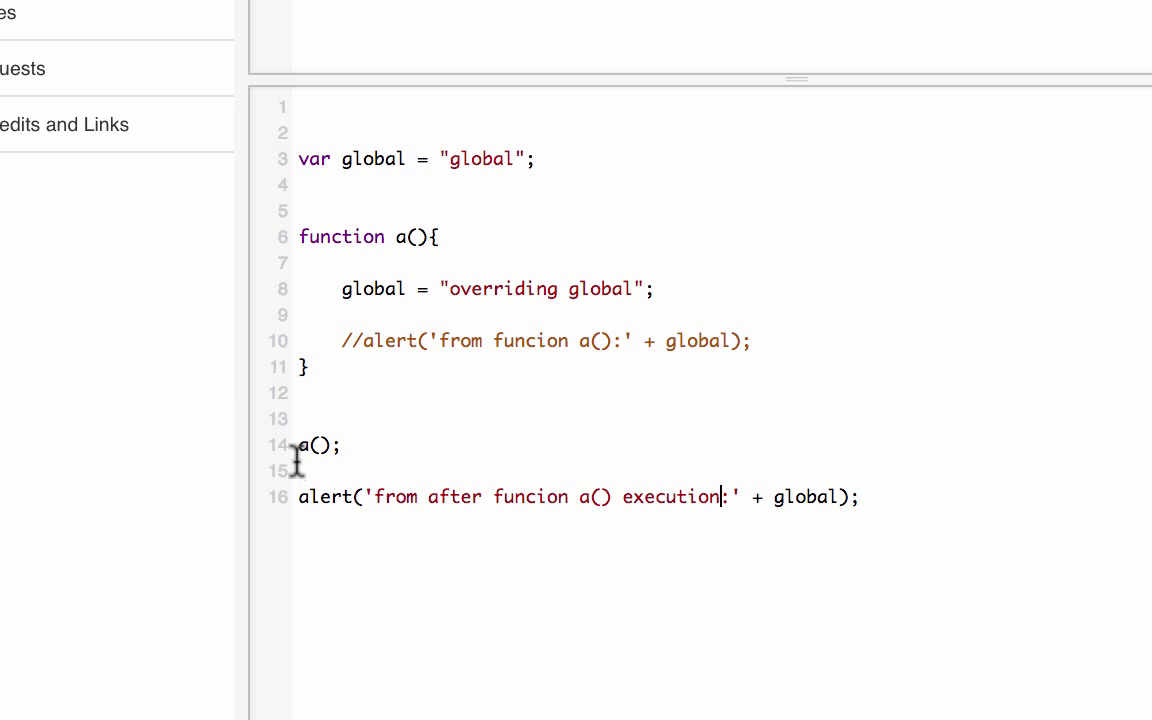 es
uests
edits and Links
1
2
3 var global = "global";
4
5
6 function a(){
7
8 global = "overriding global";
9
10 //alert('from funcion a():' + global);
11 }
12
13
14 a();
15
16 alert('from after funcion a() execution:' + global);